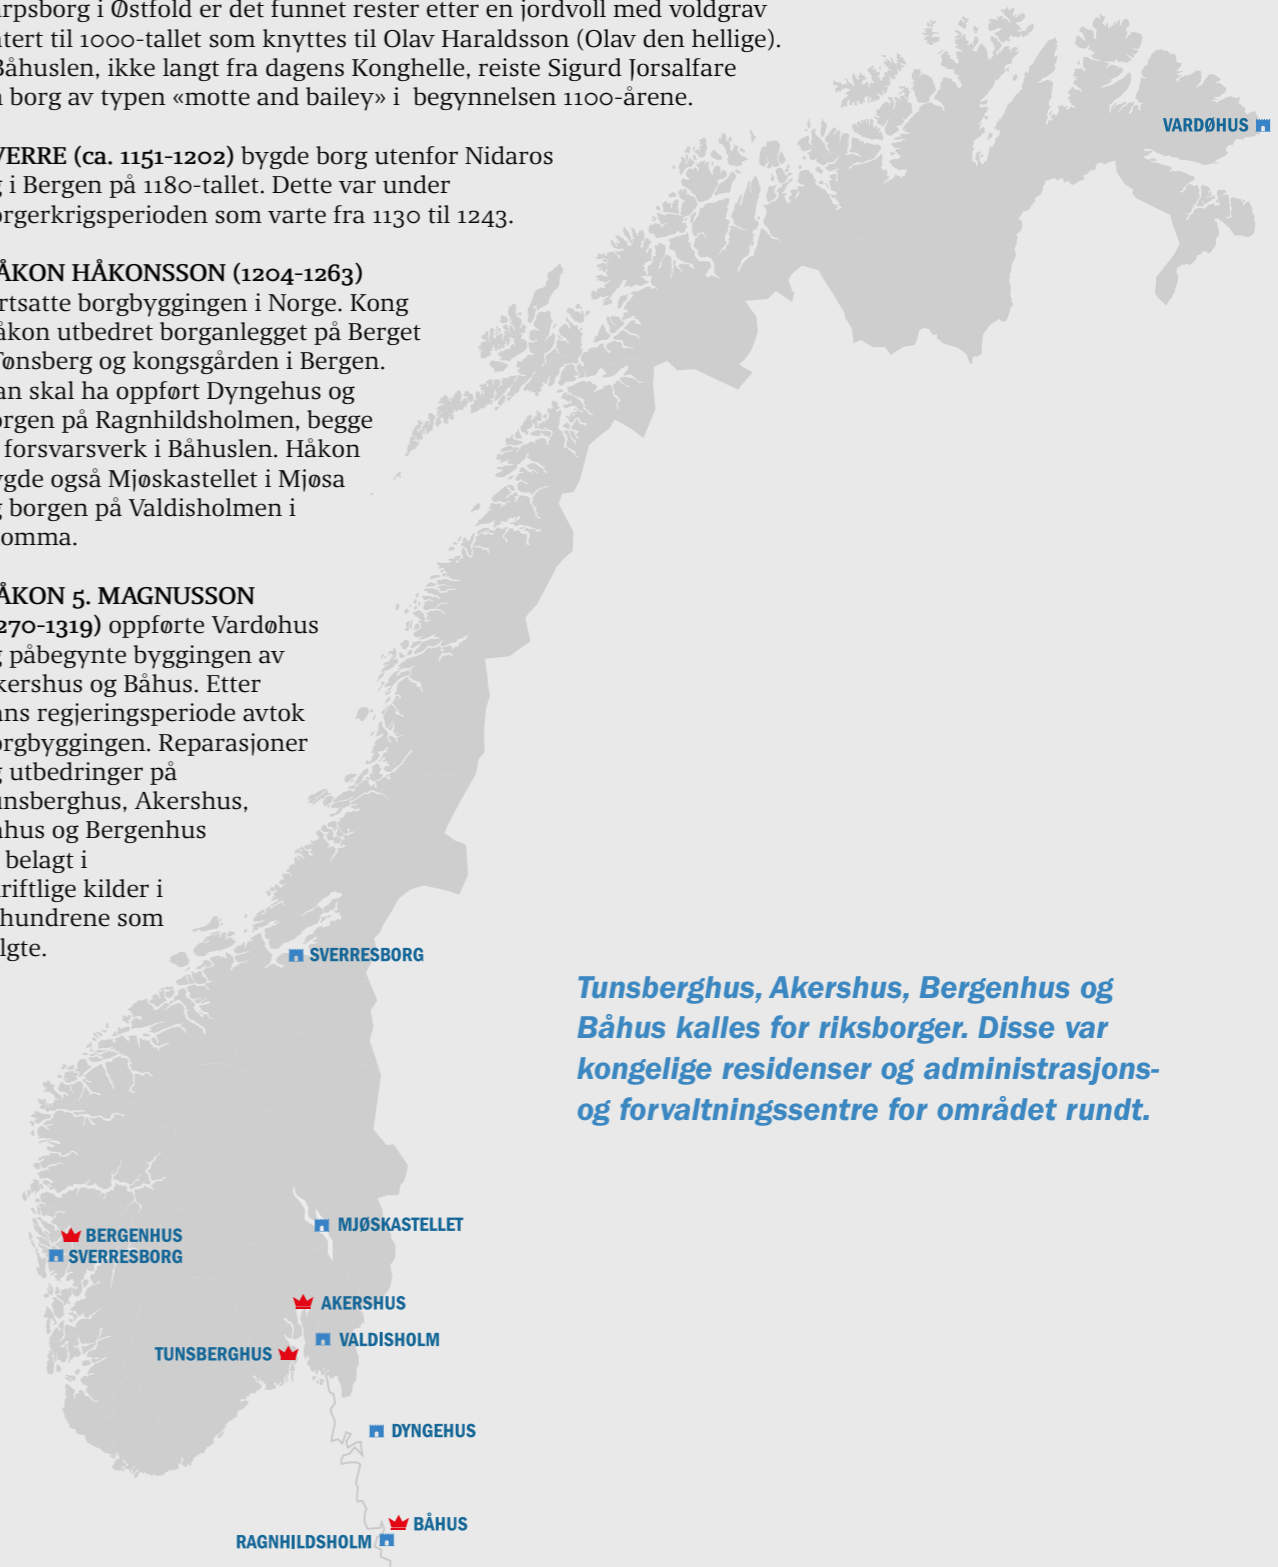 arpsborg i Østfold er det funnet rester etter en jordvoll med voldgrav
tert til 1000-tallet som knyttes til Olav Haraldsson (Olav den hellige).
Båhuslen, ikke langt fra dagens Konghelle, reiste Sigurd Jorsalfare
n borg av typen «motte and bailey» i begynnelsen 1100-årene.
VERRE (ca. 1151-1202) bygde borg utenfor Nidaros
g i Bergen på 1180-tallet. Dette var under
orgerkrigsperioden som varte fra 1130 til 1243.
ÅKON HÅKONSSON (1204-1263)
rtsatte borgbyggingen i Norge. Kong
åkon utbedret borganlegget på Berget
Tønsberg og kongsgården i Bergen.
an skal ha oppført Dyngehus og
orgen på Ragnhildsholmen, begge
forsvarsverk i Båhuslen. Håkon
ygde også Mjøskastellet i Mjøsa
g borgen på Valdisholmen i
omma.
ÅKON 5. MAGNUSSON
270-1319) oppførte Vardøhus
g påbegynte byggingen av
kershus og Båhus. Etter
ans regjeringsperiode avtok
orgbyggingen. Reparasjoner
g utbedringer på
unsberghus, Akershus,
åhus og Bergenhus
belagt i
riftlige kilder i
hundrene som
lgte.
VARDØHUS
SVERRESBORG
Tunsberghus, Akershus, Bergenhus og
Båhus kalles for riksborger. Disse var
kongelige residenser og administrasjons-
og forvaltningssentre for området rundt.
MJØSKASTELLET
BERGENHUS
SVERRESBORG
AKERSHUS
VALDISHOLM
TUNSBERGHUS
DYNGEHUS
BÅHUS
RAGNHILDSHOLM